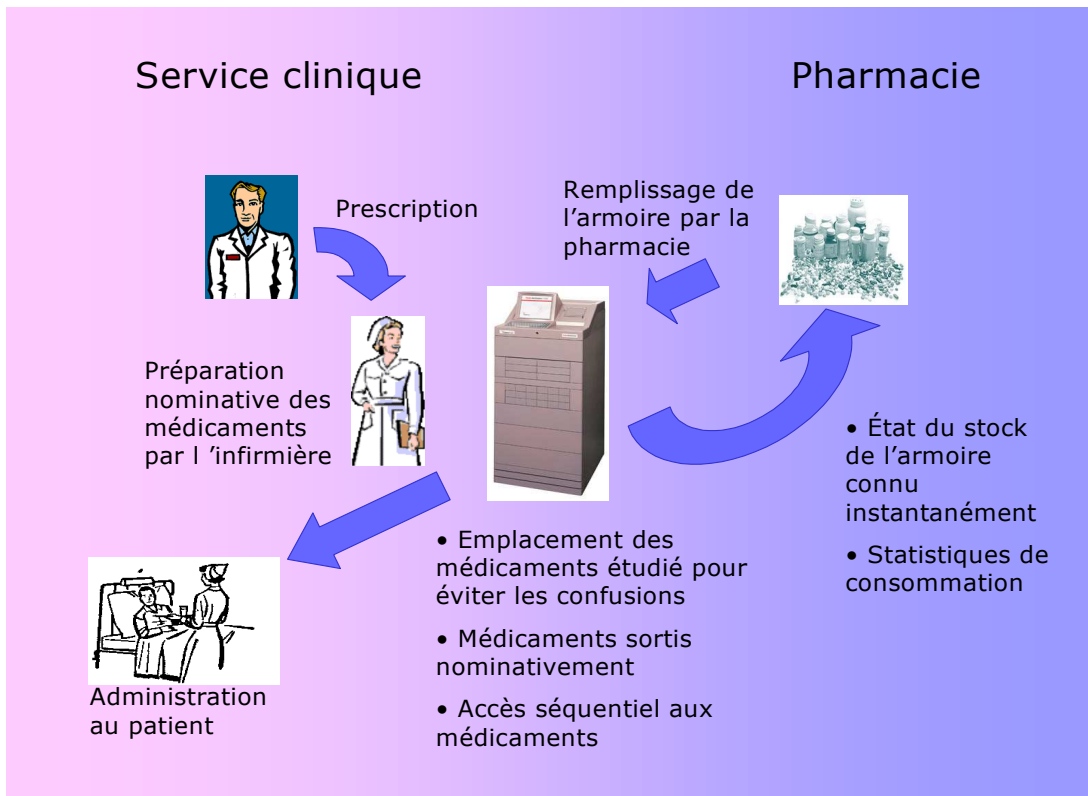 Service clinique
Pharmacie
Prescription
Remplissage de
l’armoire par la
pharmacie
Préparation
nominative des
médicaments
par l ’infirmière
• État du stock
de l’armoire
connu
instantanément
• Statistiques de
consommation
• Emplacement des
médicaments étudié pour
éviter les confusions
• Médicaments sortis
nominativement
• Accès séquentiel aux
médicaments
Administration
au patient